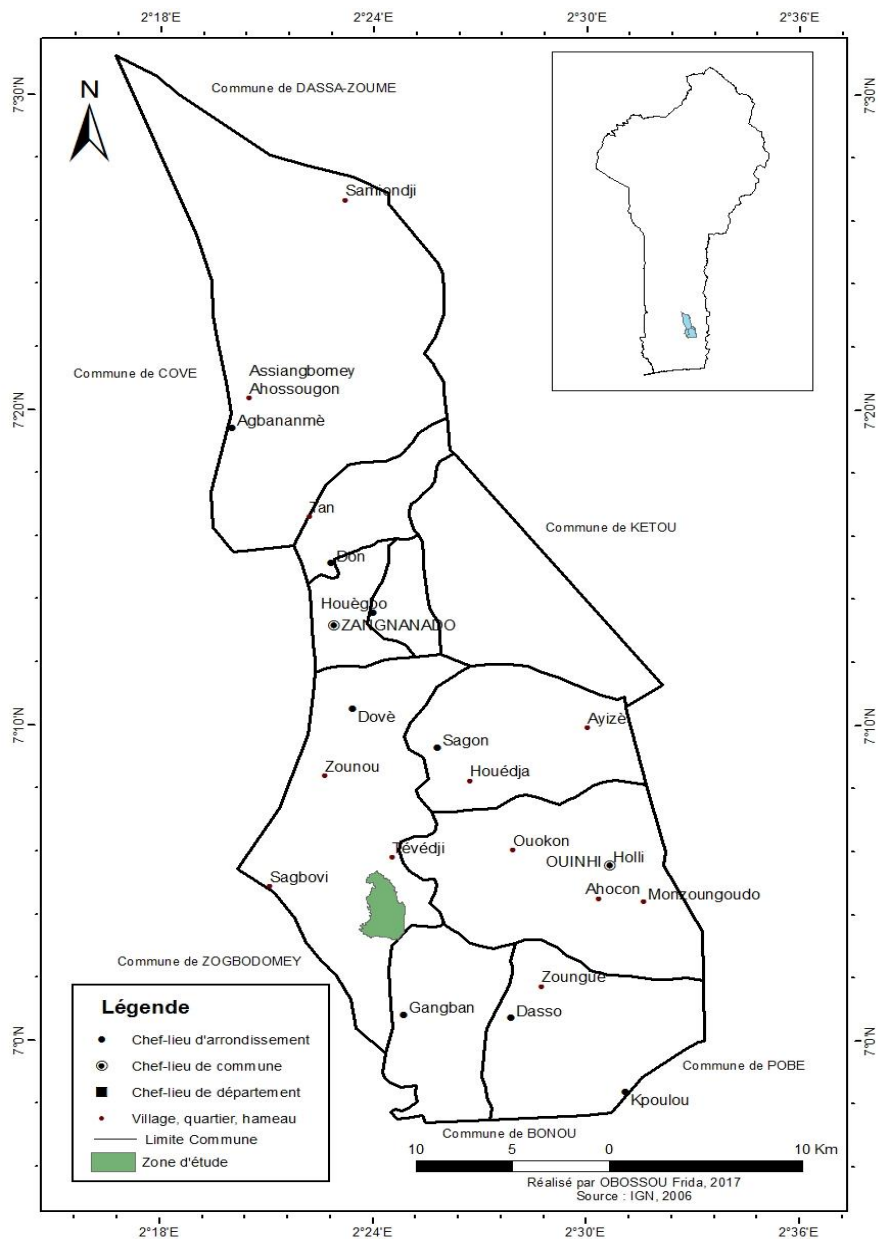 2°18'E 2°24'E 2°30'E 2°36'E
7°30'N 7°30'N
Commune de DASSA-ZOUME
N
Samiondji
Commune de COVE
Assiangbomey
Ahossougon
Agbananmè
7°20'N 7°20'N
Tan
Commune de KETOU
Don
Houègbo
ZANGNANADO
Dovè
Ayizè
7°10'N 7°10'N
Sagon
Zounou
Houédja
Ouokon
Tévédji
OUINHI Holli
Sagbovi
Ahocon
Monzoungoudo
Commune de ZOGBODOMEY
Zoungue
Gangban
Dasso
7°0'N 7°0'N
Commune de POBE
Kpoulou
Commune de BONOU
Légende
Chef-lieu d'arrondissement
Chef-lieu de commune
Chef-lieu de département
Village, quartier, hameau
Limite Commune
Zone d'étude
10 5 0 10 Km
Réalisé par OBOSSOU Frida, 2017
Source : IGN, 2006
2°18'E 2°24'E 2°30'E 2°36'E